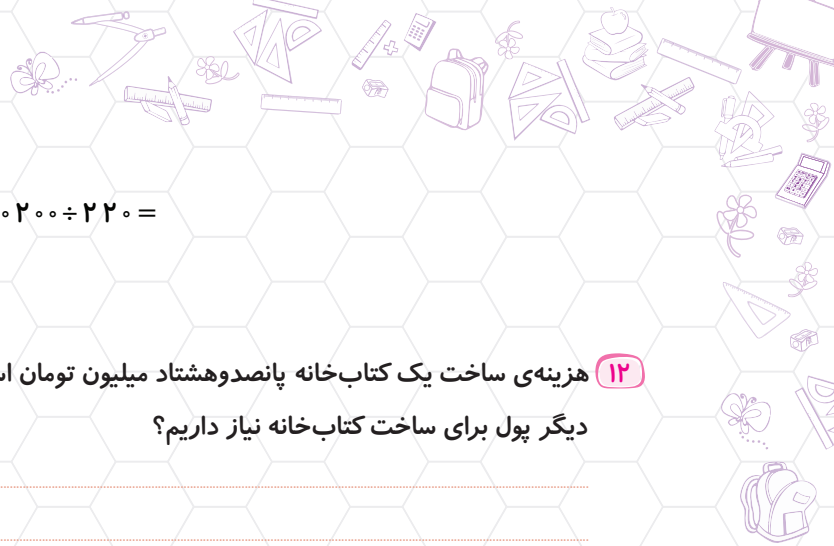 ۰۲۰۰÷۲۲۰=
۱۲ هزینه‌ی ساخت یک کتاب‌خانه پانصدوهشتاد میلیون تومان
دیگر پول برای ساخت کتاب‌خانه نیاز داریم؟